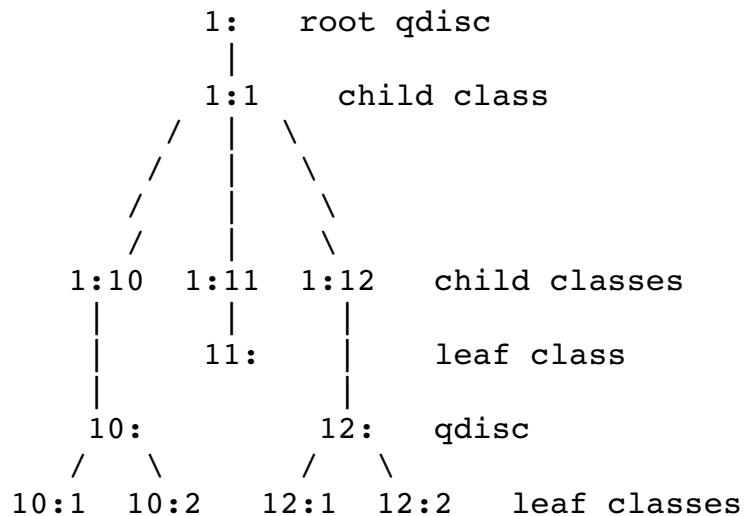 1: root qdisc
|
1:1 child class
/ | \
/ | \
/ | \
/ | \
1:10 1:11 1:12 child classes
| | |
| 11: | leaf class
| |
10: 12: qdisc
/ \ / \
10:1 10:2 12:1 12:2 leaf classes